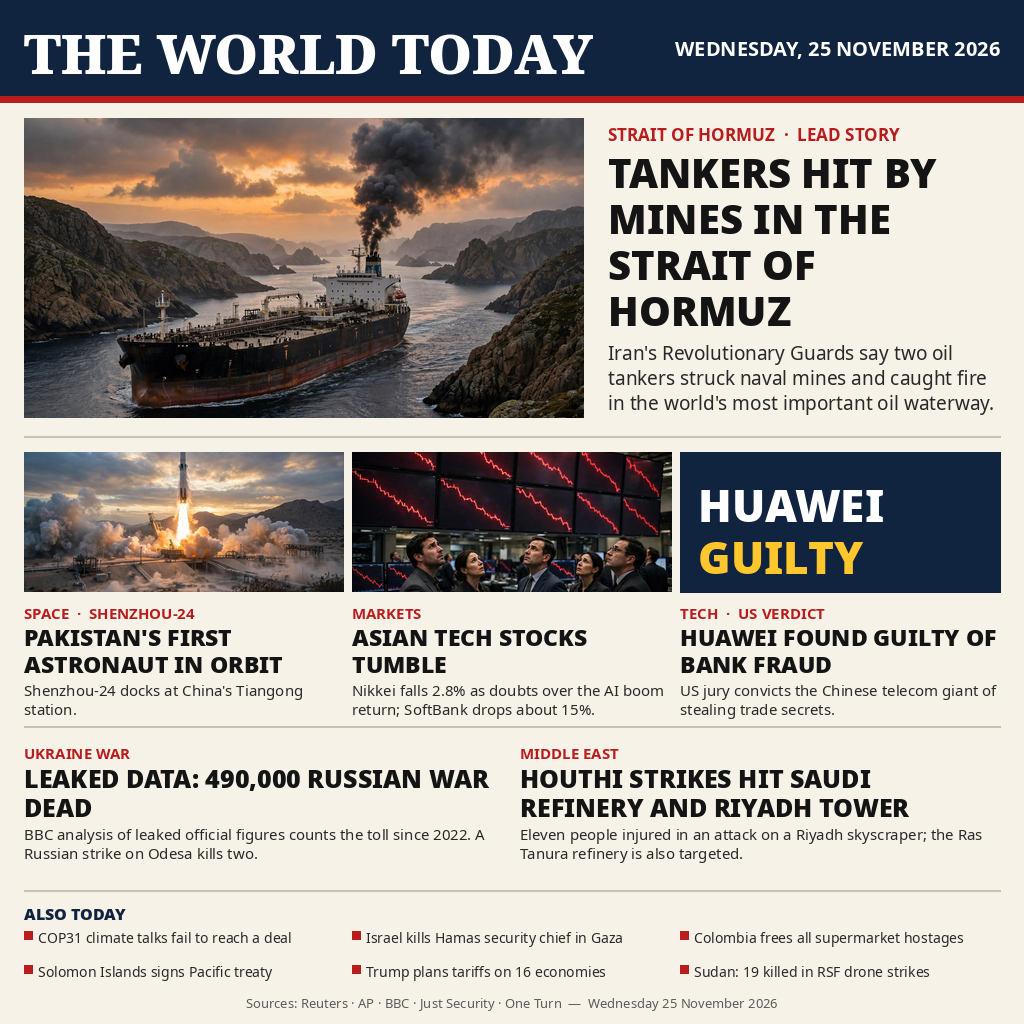 THE WORLD TODAY
WEDNESDAY, 25 NOVEMBER 2026
STRAIT OF HORMUZ · LEAD STORY
TANKERS HIT BY
MINES IN THE
STRAIT OF
HORMUZ
Iran's Revolutionary Guards say two oil
tankers struck naval mines and caught fire
in the world's most important oil waterway.
HUAWEI
GUILTY
SPACE · SHENZHOU-24
PAKISTAN'S FIRST
ASTRONAUT IN ORBIT
Shenzhou-24 docks at China's Tiangong
station.
MARKETS
ASIAN TECH STOCKS
TUMBLE
Nikkei falls 2.8% as doubts over the AI boom
return; SoftBank drops about 15%.
TECH · US VERDICT
HUAWEI FOUND GUILTY OF
BANK FRAUD
US jury convicts the Chinese telecom giant of
stealing trade secrets.
UKRAINE WAR
LEAKED DATA: 490,000 RUSSIAN WAR
DEAD
BBC analysis of leaked official figures counts the toll since 2022. A
Russian strike on Odesa kills two.
MIDDLE EAST
HOUTHI STRIKES HIT SAUDI
REFINERY AND RIYADH TOWER
Eleven people injured in an attack on a Riyadh skyscraper; the Ras
Tanura refinery is also targeted.
ALSO TODAY
COP31 climate talks fail to reach a deal
Israel kills Hamas security chief in Gaza
Colombia frees all supermarket hostages
Solomon Islands signs Pacific treaty
Trump plans tariffs on 16 economies
Sudan: 19 killed in RSF drone strikes
Sources: Reuters · AP · BBC · Just Security · One Turn — Wednesday 25 November 2026